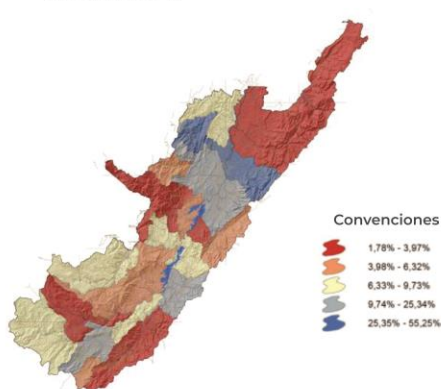 Convenciones
1,78% - 3,97%
3,98% - 6,32%
6,33% - 9,73%
9,74% - 25,34%
25,35% - 55,25%